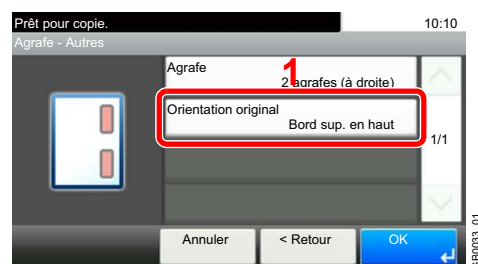 Prêt pour copie. 10:10
Agrafe - Autres
Agrafe
1
2 agrafes (à droite)
Orientation original
Bord sup. en haut
1/1
Annuler < Retour OK
GB0033_01